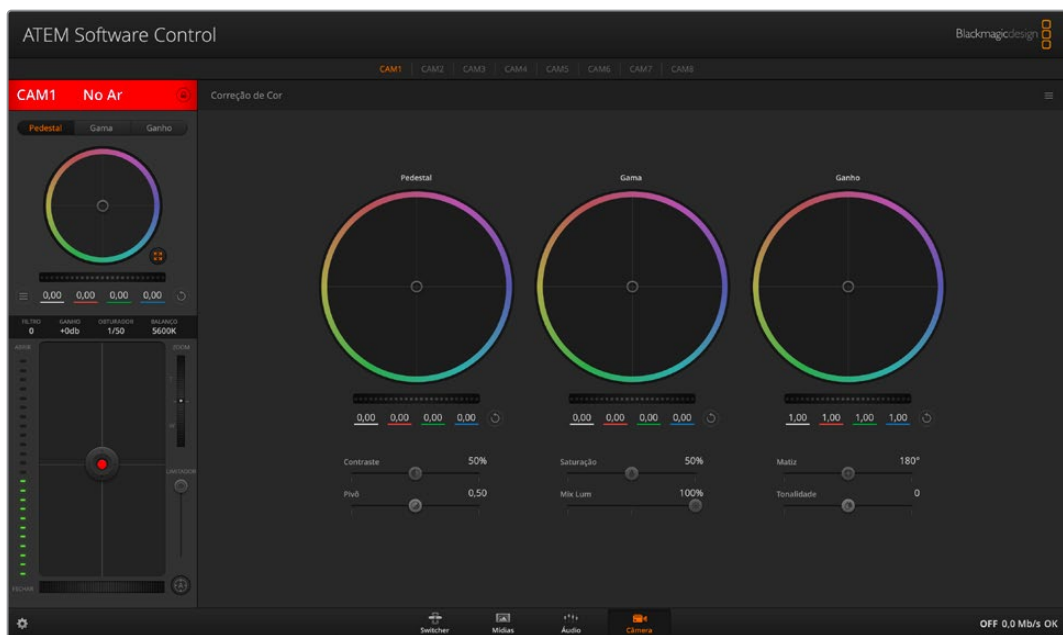 ATEM Software Control
Blackmagicdesign
CAM1 CAM2 CAM3 CAM4 CAM5 CAM6 CAM7 CAM8
CAM1 No Ar
Correção de Cor
Pedestal Gama Ganho
Pedestal Gama Ganho
0,00 0,00 0,00 0,00
0,00 0,00 0,00 0,00
0,00 0,00 0,00 0,00
1,00 1,00 1,00 1,00
FILTRO GANHO OBTURADOR BALANÇO
0 +0db 1/50 5600K
ABRIR ZOOM
T
W
LIMITADOR
FECHAR
Contraste 50%
Pivô 0,50
Saturação 50%
Mix Lum 100%
Matiz 180°
Tonalidade 0
Switcher Mídias Áudio Câmera
OFF 0,0 Mb/s OK